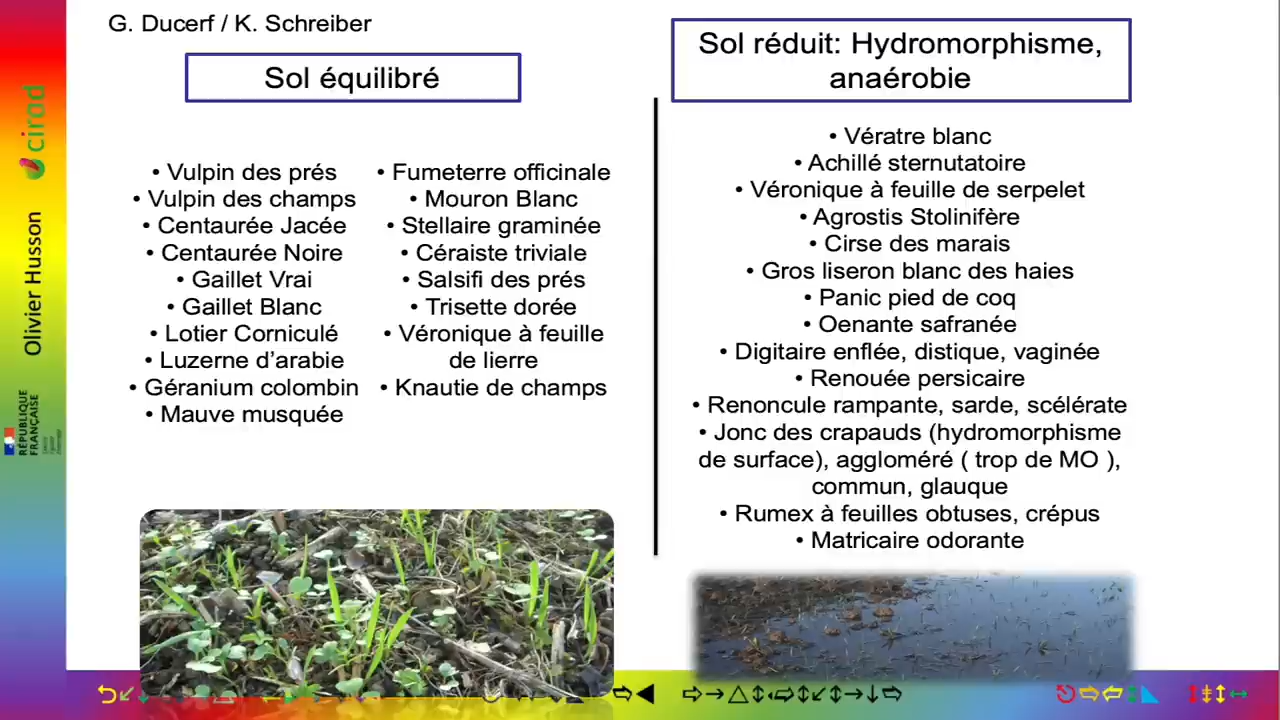 G. Ducerf / K. Schreiber
Sol équilibré
• Vulpin des prés
• Vulpin des champs
• Centaurée Jacée
• Centaurée Noire
• Gaillet Vrai
• Gaillet Blanc
• Lotier Corniculé
• Luzerne d’arabie
• Géranium colombin
• Mauve musquée
• Fumeterre officinale
• Mouron Blanc
• Stellaire graminée
• Céraiste triviale
• Salsifi des prés
• Trisette dorée
• Véronique à feuille
de lierre
• Knautie de champs
Sol réduit: Hydromorphisme,
anaérobie
• Vératre blanc
• Achillé sternutatoire
• Véronique à feuille de serpelet
• Agrostis Stolinifère
• Cirse des marais
• Gros liseron blanc des haies
• Panic pied de coq
• Oenante safranée
• Digitaire enflée, distique, vaginée
• Renouée persicaire
• Renoncule rampante, sarde, scélérate
• Jonc des crapauds (hydromorphisme
de surface), aggloméré ( trop de MO ),
commun, glauque
• Rumex à feuilles obtuses, crépus
• Matricaire odorante
cirad
Olivier Husson
RÉPUBLIQUE
FRANÇAISE